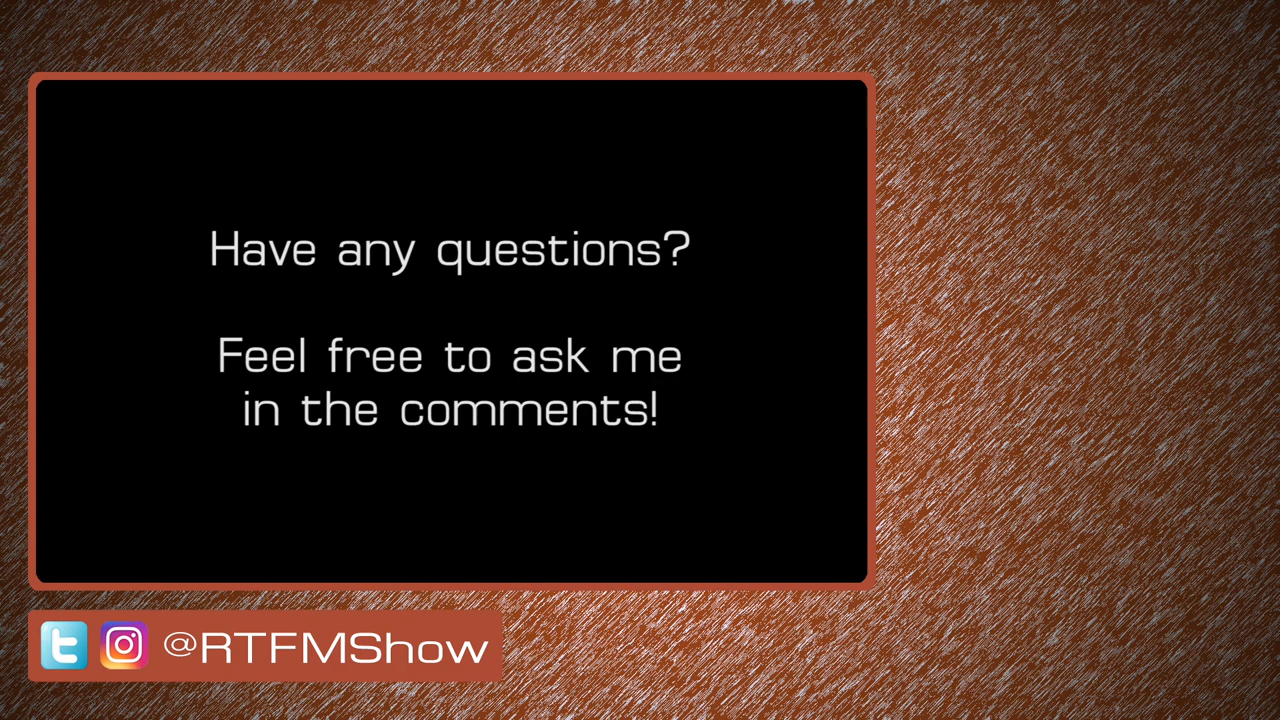 Have any questions?
Feel free to ask me
in the comments!
@RTFMShow